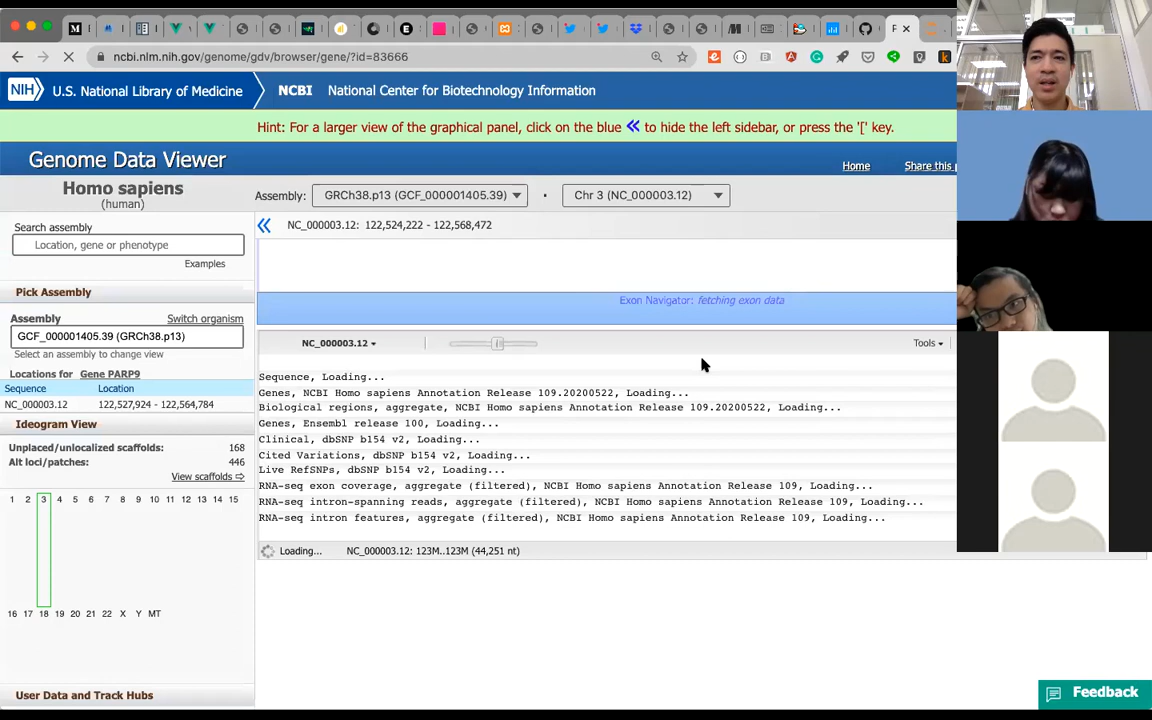 ncbi.nlm.nih.gov/genome/gdv/browser/gene/?id=83666
NIH U.S. National Library of Medicine NCBI National Center for Biotechnology Information
Hint: For a larger view of the graphical panel, click on the blue « to hide the left sidebar, or press the '[' key.
Genome Data Viewer
Home Share this
Homo sapiens
(human)
Assembly: GRCh38.p13 (GCF_000001405.39) · Chr 3 (NC_000003.12)
NC_000003.12: 122,524,222 - 122,568,472
Search assembly
Location, gene or phenotype
Examples
Pick Assembly
Assembly Switch organism
GCF_000001405.39 (GRCh38.p13)
Select an assembly to change view
Locations for Gene PARP9
Sequence Location
NC_000003.12 122,527,924 - 122,564,784
Ideogram View
Unplaced/unlocalized scaffolds: 168
Alt loci/patches: 446
View scaffolds ⇨
1 2 3 4 5 6 7 8 9 10 11 12 13 14 15
16 17 18 19 20 21 22 X Y MT
User Data and Track Hubs
Exon Navigator: fetching exon data
NC_000003.12 Tools
Sequence, Loading...
Genes, NCBI Homo sapiens Annotation Release 109.20200522, Loading...
Biological regions, aggregate, NCBI Homo sapiens Annotation Release 109.20200522, Loading...
Genes, Ensembl release 100, Loading...
Clinical, dbSNP b154 v2, Loading...
Cited Variations, dbSNP b154 v2, Loading...
Live RefSNPs, dbSNP b154 v2, Loading...
RNA-seq exon coverage, aggregate (filtered), NCBI Homo sapiens Annotation Release 109, Loading...
RNA-seq intron-spanning reads, aggregate (filtered), NCBI Homo sapiens Annotation Release 109, Loading...
RNA-seq intron features, aggregate (filtered), NCBI Homo sapiens Annotation Release 109, Loading...
Loading... NC_000003.12: 123M..123M (44,251 nt)
Feedback